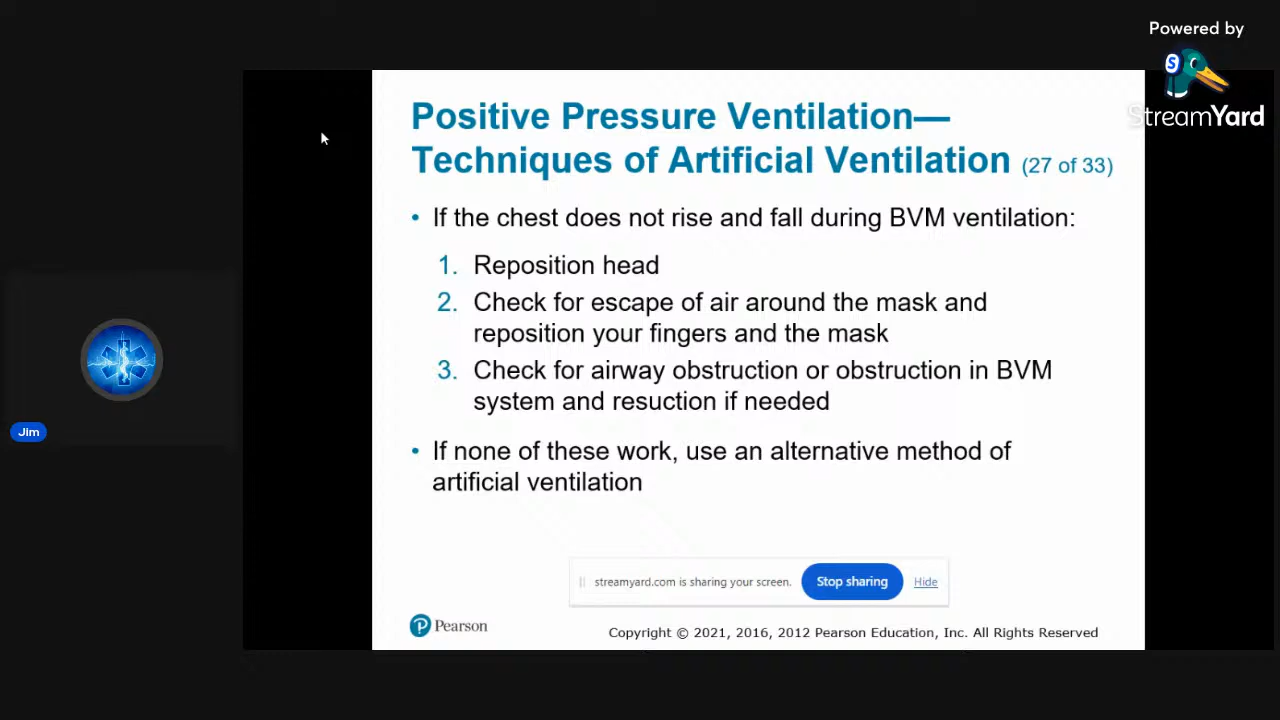 Powered by
StreamYard
Positive Pressure Ventilation—
Techniques of Artificial Ventilation (27 of 33)
• If the chest does not rise and fall during BVM ventilation:
1. Reposition head
2. Check for escape of air around the mask and
reposition your fingers and the mask
3. Check for airway obstruction or obstruction in BVM
system and resuction if needed
• If none of these work, use an alternative method of
artificial ventilation
Jim
streamyard.com is sharing your screen.
Stop sharing
Hide
Pearson
Copyright © 2021, 2016, 2012 Pearson Education, Inc. All Rights Reserved